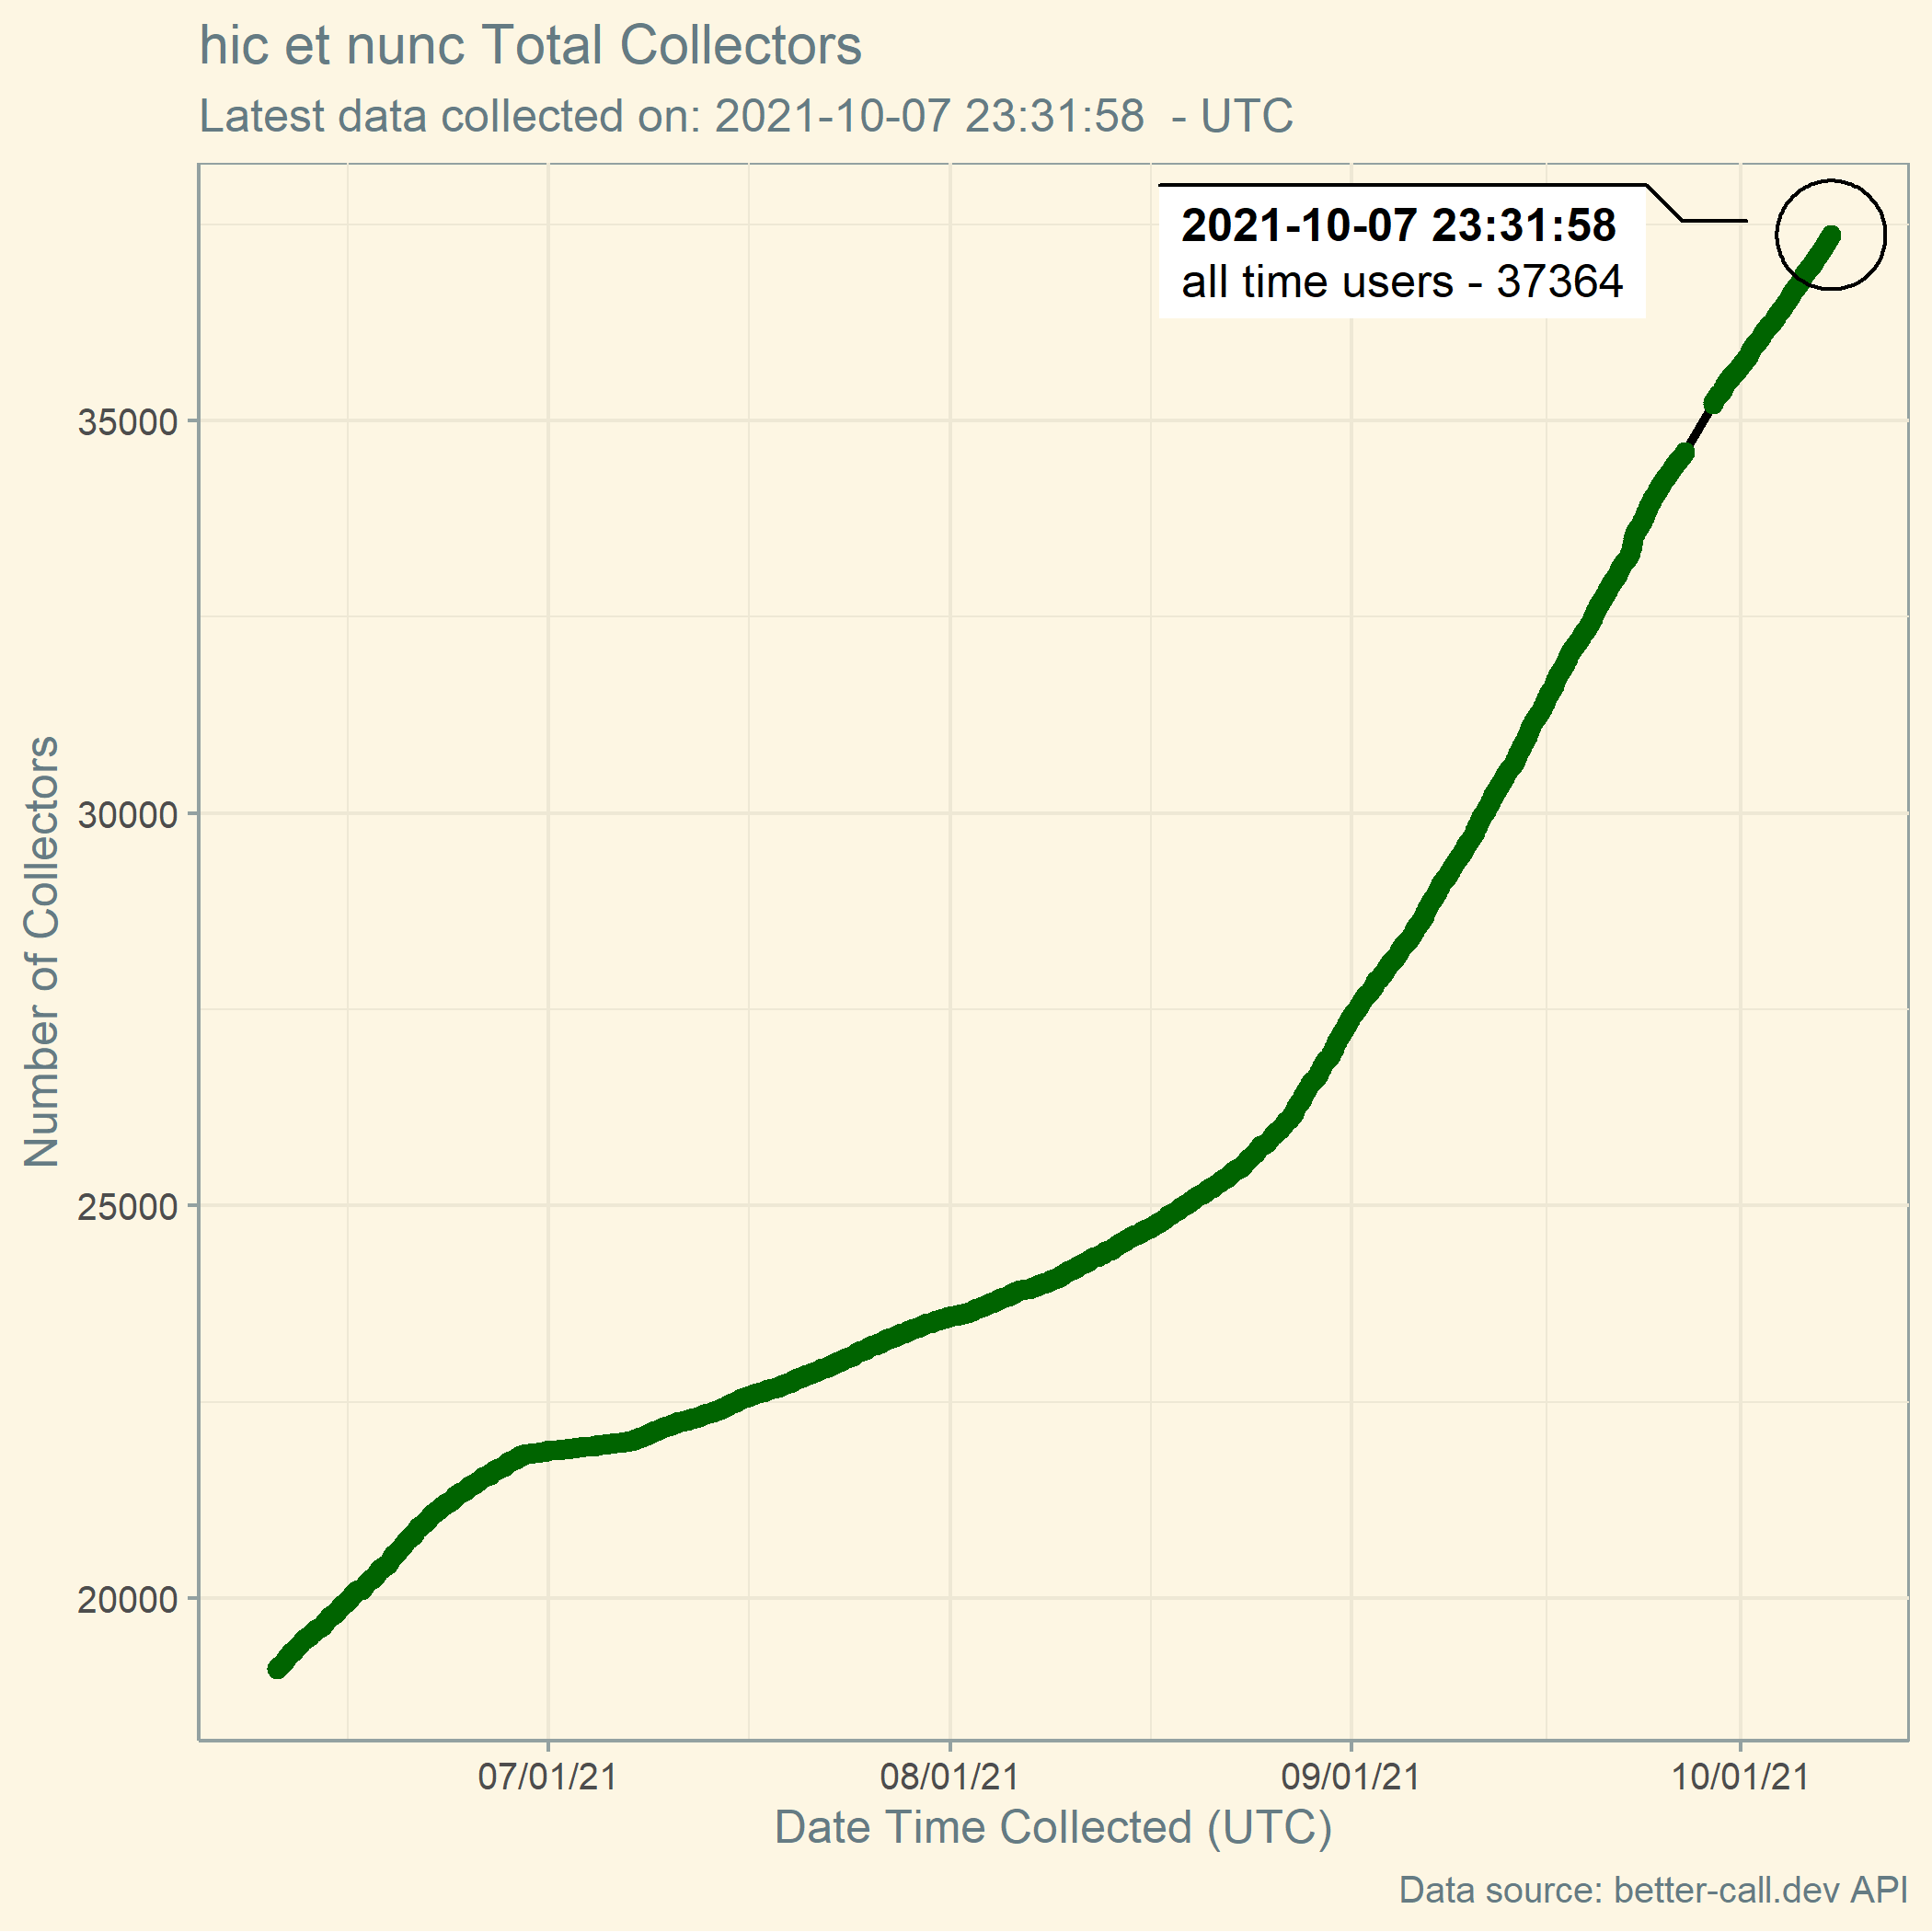 hic et nunc Total Collectors
Latest data collected on: 2021-10-07 23:31:58  - UTC
2021-10-07 23:31:58
all time users - 37364
Number of Collectors
35000
30000
25000
20000
07/01/21
08/01/21
09/01/21
10/01/21
Date Time Collected (UTC)
Data source: better-call.dev API